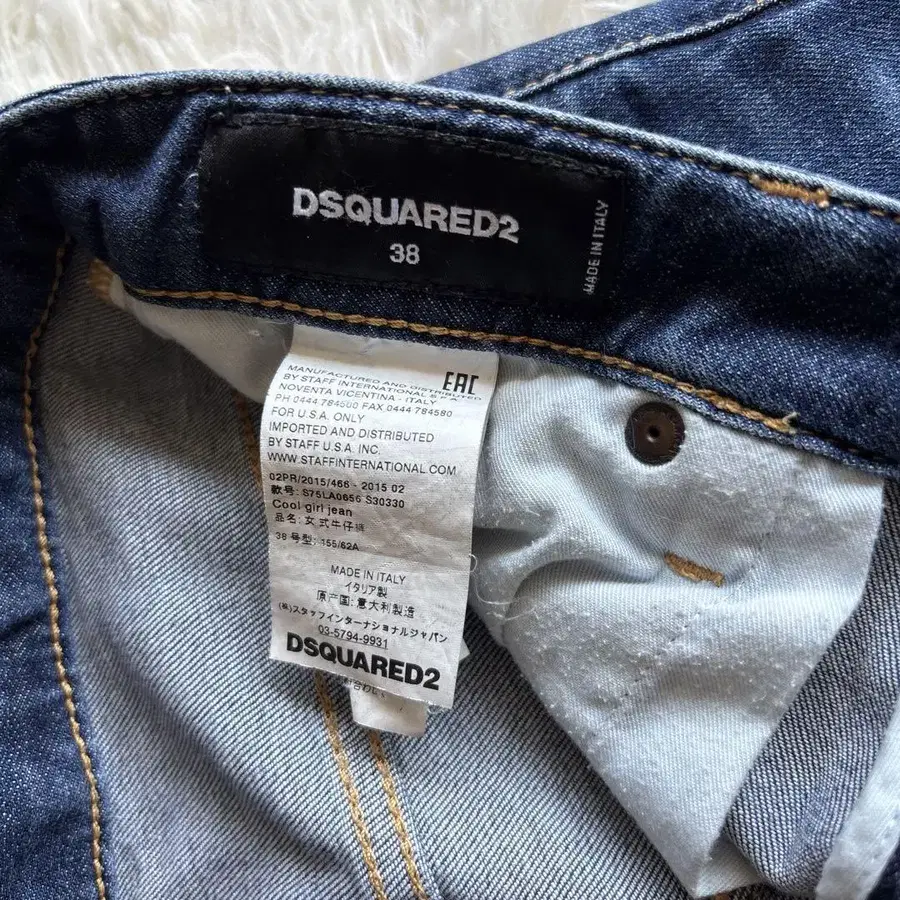 DSQUARED2
38
MADE IN ITALY
EAC
MANUFACTURED AND DISTRIBUTED
BY STAFF INTERNATIONAL S.P.A.
NOVENTA VICENTINA - ITALY
PH 0444 784500 FAX 0444 784580
FOR U.S.A. ONLY
IMPORTED AND DISTRIBUTED
BY STAFF U.S.A. INC.
WWW.STAFFINTERNATIONAL.COM
02PR/2015/466 - 2015 02
款号: S75LA0656 S30330
Cool girl jean
品名: 女式牛仔裤
38 号型: 155/62A
MADE IN ITALY
イタリア製
原产国: 意大利製造
(株)スタッフインターナショナルジャパン
03-5794-9931
DSQUARED2